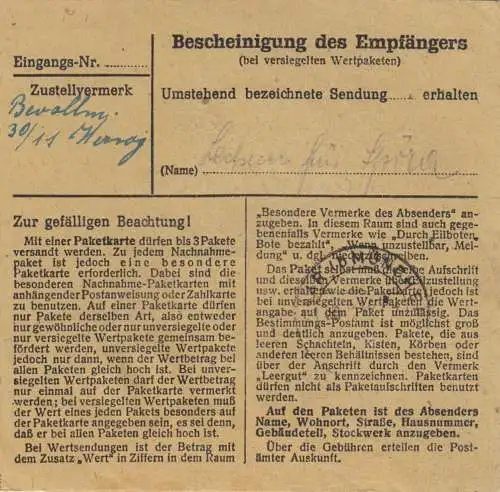 Eingangs-Nr.
Zustellvermerk
Bevollm.
30/11
Bescheinigung des Empfängers
(bei versiegelten Wertpaketen)
Umstehend bezeichnete Sendung erhalten
für
(Name)
Zur gefälligen Beachtung!
Mit einer Paketkarte dürfen bis 3 Pakete
versandt werden. Zu jedem Nachnahme-
paket ist jedoch eine besondere
Paketkarte erforderlich. Dabei sind die
besonderen Nachnahme-Paketkarten mit
anhängender Postanweisung oder Zahlkarte
zu benutzen. Auf einer Paketkarte dürfen
nur Pakete derselben Art, also entweder
nur gewöhnliche oder nur unversiegelte oder
nur versiegelte Wertpakete gemeinsam be-
fördert werden, unversiegelte Wertpakete
jedoch nur dann, wenn der Wertbetrag bei
allen Paketen gleich hoch ist. Bei unver-
siegelten Wertpaketen darf der Wertbetrag
nur einmal auf der Paketkarte vermerkt
werden; bei versiegelten Wertpaketen muß
der Wert eines jeden Pakets besonders auf
der Paketkarte angegeben sein, es sei denn,
daß er bei allen Paketen gleich hoch ist.
Bei Wertsendungen ist der Betrag mit
dem Zusatz „Wert" in Ziffern in dem Raum
„Besondere Vermerke des Absenders" an-
zugeben. In diesem Raum sind auch gege-
benenfalls Vermerke wie „Durch Eilboten,
Bote bezahlt", „Wenn unzustellbar, Mel-
dung" u. dgl. niederzuschreiben.
Das Paket selbst muß die gleiche Aufschrift
und dieselben Vermerke über Zustellung
usw. erhalten wie die Paketkarte, jedoch ist
bei unversiegelten Wertpaketen die Wert-
angabe auf dem Paket unzulässig. Das
Bestimmungs-Postamt ist möglichst groß
und deutlich anzugeben. Pakete, die aus
leeren Schachteln, Kisten, Körben oder
anderen leeren Behältnissen bestehen, sind
über der Anschrift durch den Vermerk
„Leergut" zu kennzeichnen. Paketkarten
dürfen nicht als Paketaufschriften benutzt
werden.
Auf den Paketen ist des Absenders
Name, Wohnort, Straße, Hausnummer,
Gebäudeteil, Stockwerk anzugeben.
Über die Gebühren erteilen die Post-
ämter Auskunft.